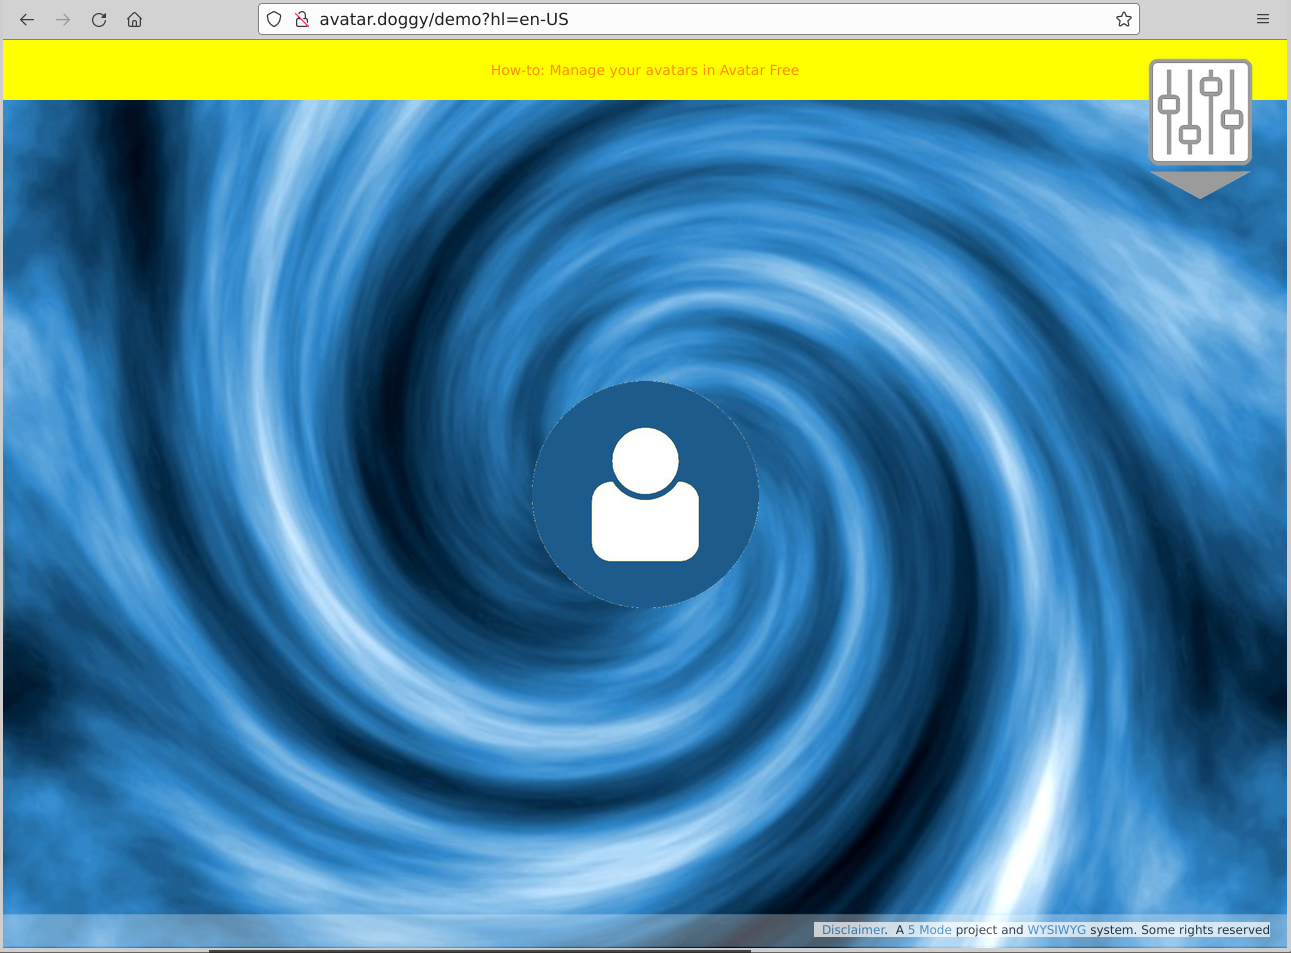 avatar.doggy/demo?hl=en-US
How-to: Manage your avatars in Avatar Free
Disclaimer.  A 5 Mode project and WYSIWYG system. Some rights reserved